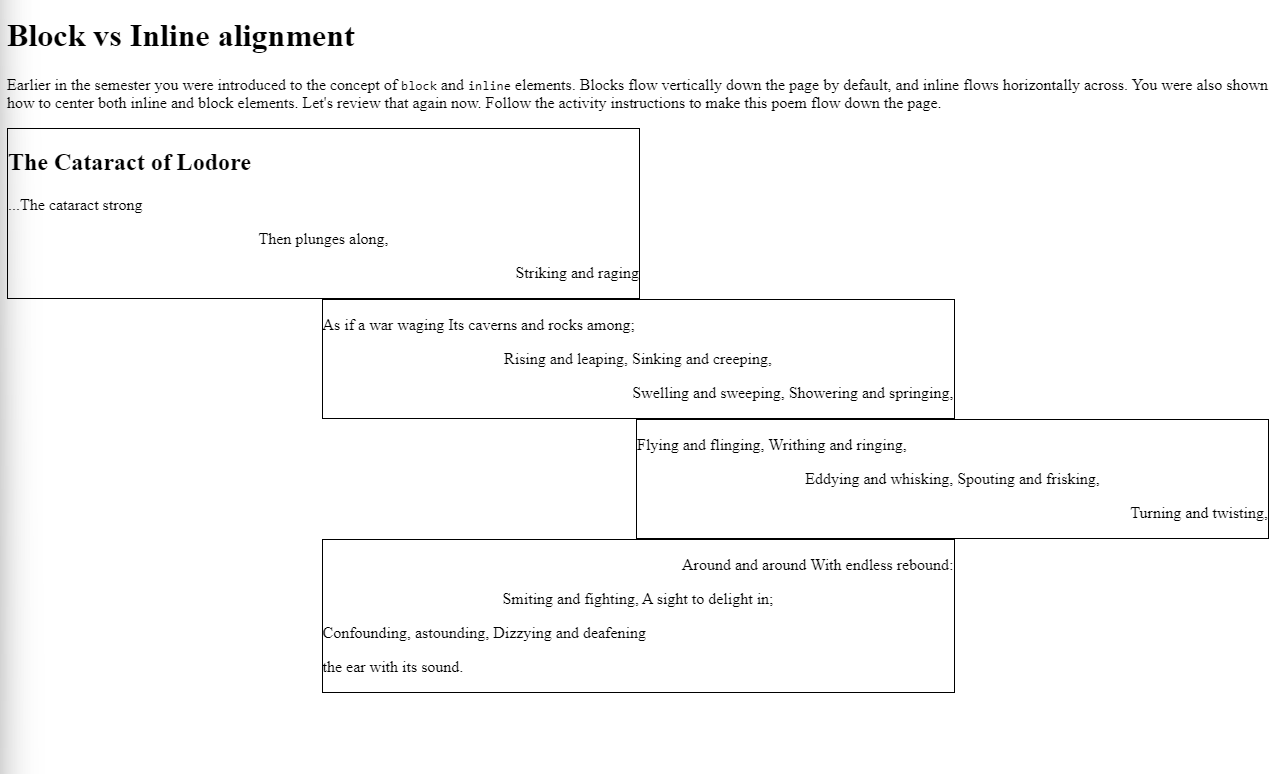 Block vs Inline alignment
Earlier in the semester you were introduced to the concept of block and inline elements. Blocks flow vertically down the page by default, and inline flows horizontally across. You were also shown
how to center both inline and block elements. Let's review that again now. Follow the activity instructions to make this poem flow down the page.
The Cataract of Lodore
...The cataract strong
Then plunges along,
Striking and raging
As if a war waging Its caverns and rocks among;
Rising and leaping, Sinking and creeping,
Swelling and sweeping, Showering and springing,
Flying and flinging, Writhing and ringing,
Eddying and whisking, Spouting and frisking,
Turning and twisting,
Around and around With endless rebound:
Smiting and fighting, A sight to delight in;
Confounding, astounding, Dizzying and deafening
the ear with its sound.